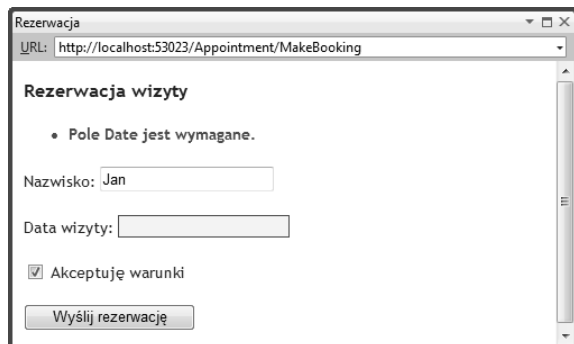 Rezerwacja
URL: http://localhost:53023/Appointment/MakeBooking
Rezerwacja wizyty
• Pole Date jest wymagane.
Nazwisko: Jan
Data wizyty:
Akceptuję warunki
Wyślij rezerwację